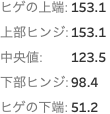 ヒゲの上端: 153.1
上部ヒンジ: 153.1
中央値: 123.5
下部ヒンジ: 98.4
ヒゲの下端: 51.2